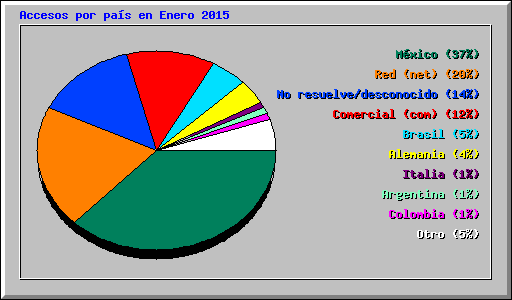 Accesos por país en Enero 2015
México (37%)
Red (net) (20%)
No resuelve/desconocido (14%)
Comercial (com) (12%)
Brasil (5%)
Alemania (4%)
Italia (1%)
Argentina (1%)
Colombia (1%)
Otro (5%)